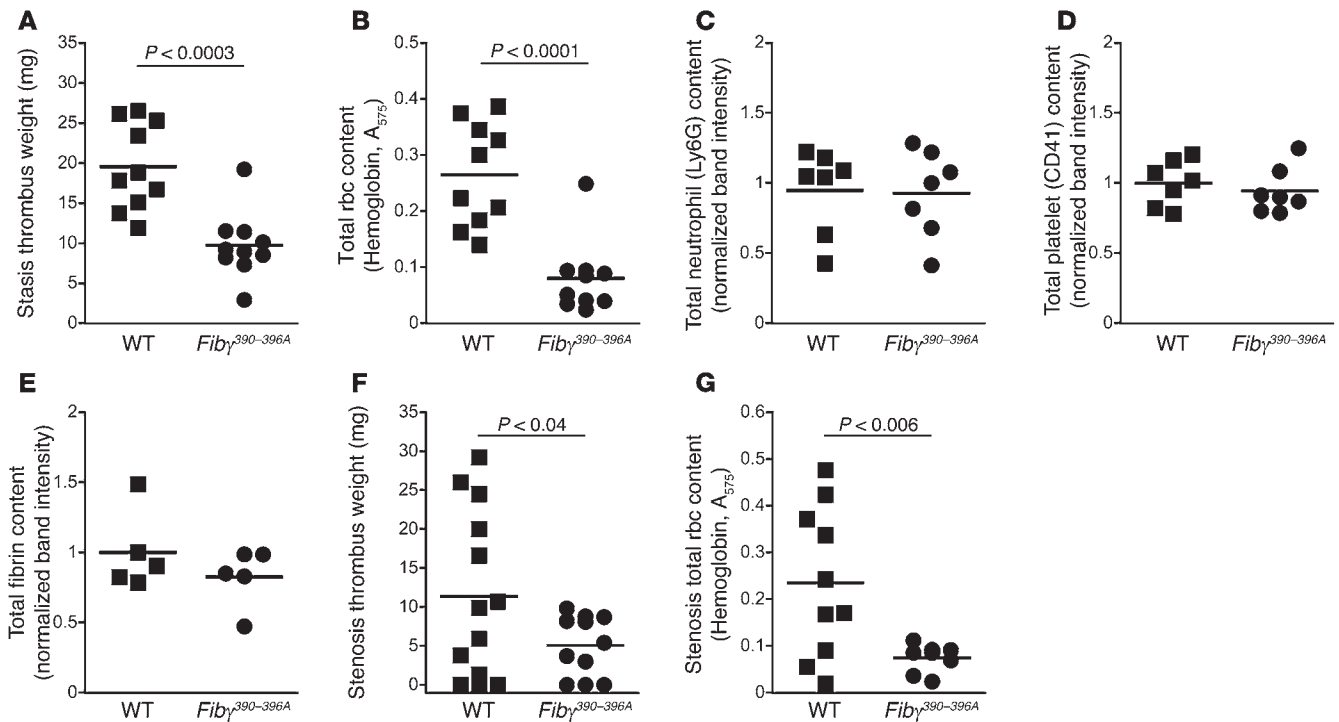 A
Stasis thrombus weight (mg)
35
30
25
20
15
10
5
0
P < 0.0003
WT
Fibγ390–396A
B
Total rbc content
(Hemoglobin, A575)
0.5
0.4
0.3
0.2
0.1
0
P < 0.0001
WT
Fibγ390–396A
C
Total neutrophil (Ly6G) content
(normalized band intensity)
2
1.5
1
0.5
0
WT
Fibγ390–396A
D
Total platelet (CD41) content
(normalized band intensity)
2
1.5
1
0.5
0
WT
Fibγ390–396A
E
Total fibrin content
(normalized band intensity)
2
1.5
1
0.5
0
WT
Fibγ390–396A
F
Stenosis thrombus weight (mg)
35
30
25
20
15
10
5
0
P < 0.04
WT
Fibγ390–396A
G
Stenosis total rbc content
(Hemoglobin, A575)
0.6
0.5
0.4
0.3
0.2
0.1
0
P < 0.006
WT
Fibγ390–396A